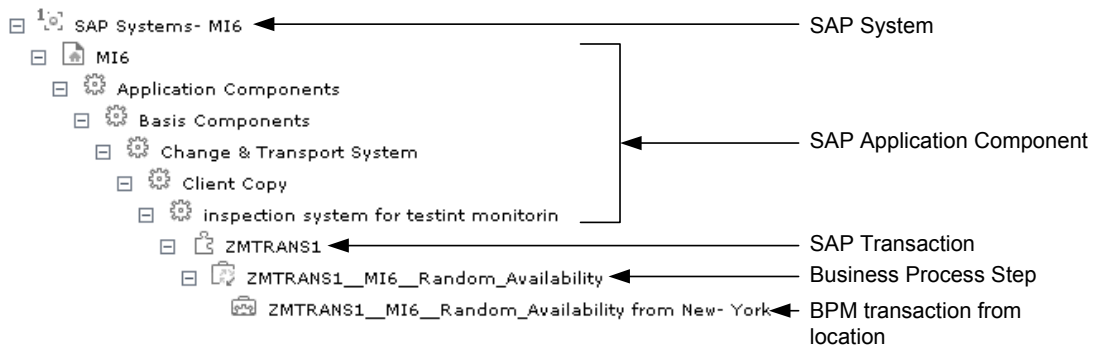 SAP Systems- MI6 SAP System
MI6
Application Components
Basis Components
Change & Transport System SAP Application Component
Client Copy
inspection system for testint monitorin
ZMTRANS1 SAP Transaction
ZMTRANS1__MI6__Random_Availability Business Process Step
ZMTRANS1__MI6__Random_Availability from New- York BPM transaction from
location